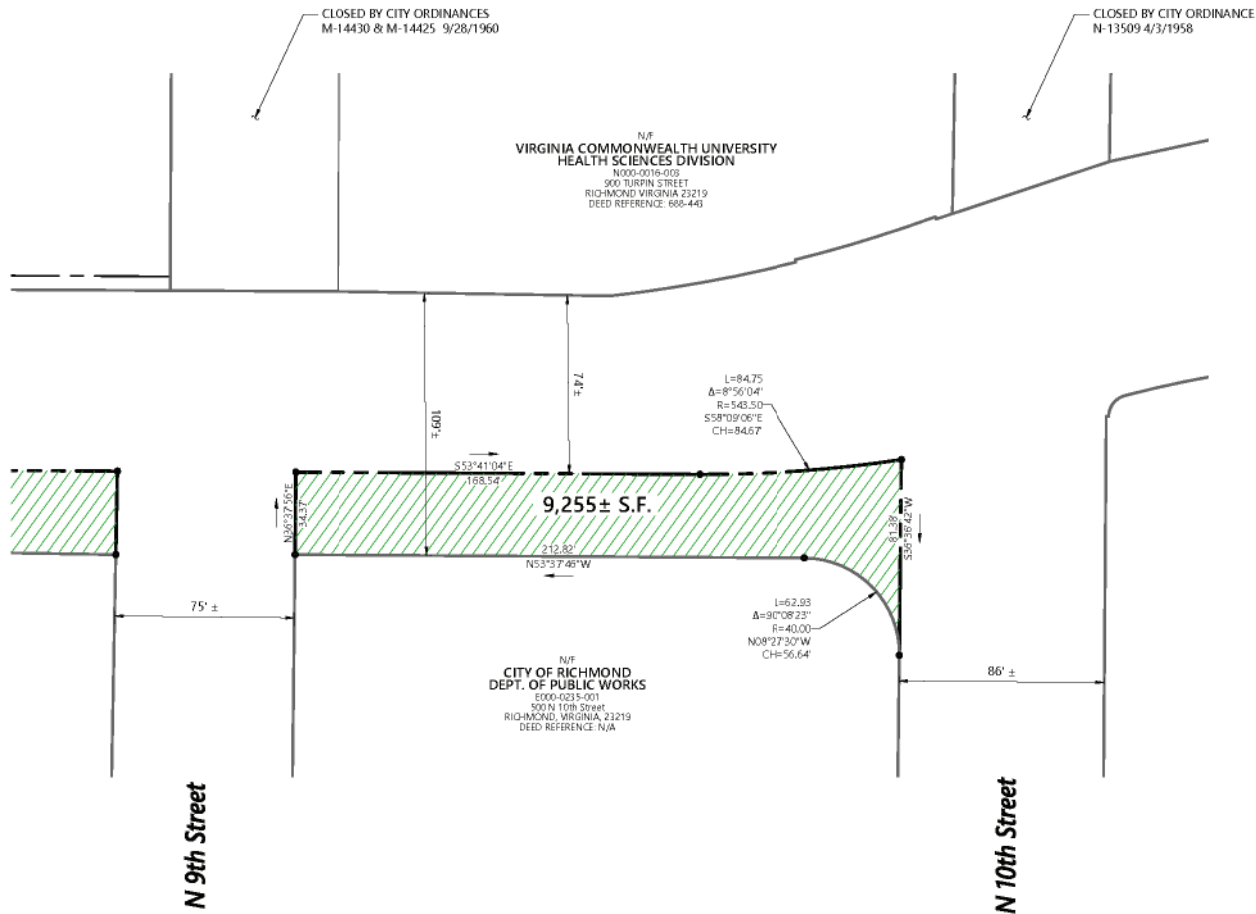 CLOSED BY CITY ORDINANCES
M-14430 & M-14425 9/28/1960
CLOSED BY CITY ORDINANCE
N-13509 4/3/1958
N/F
VIRGINIA COMMONWEALTH UNIVERSITY
HEALTH SCIENCES DIVISION
N000-0016-003
900 TURPIN STREET
RICHMOND VIRGINIA 23219
DEED REFERENCE: 688-443
74'±
109'±
L=84.75
Δ=8°56'04"
R=543.50
S58°09'06"E
CH=84.67'
S53°41'04"E
168.54'
N36°37'56"E
34.37'
9,255± S.F.
81.38'
S36°36'42"W
212.82'
N53°37'46"W
75' ±
L=62.93
Δ=90°08'23"
R=40.00
N08°27'30"W
CH=56.64'
N/F
CITY OF RICHMOND
DEPT. OF PUBLIC WORKS
E000-0235-001
500 N 10th Street
RICHMOND, VIRGINIA, 23219
DEED REFERENCE: N/A
86' ±
N 9th Street
N 10th Street